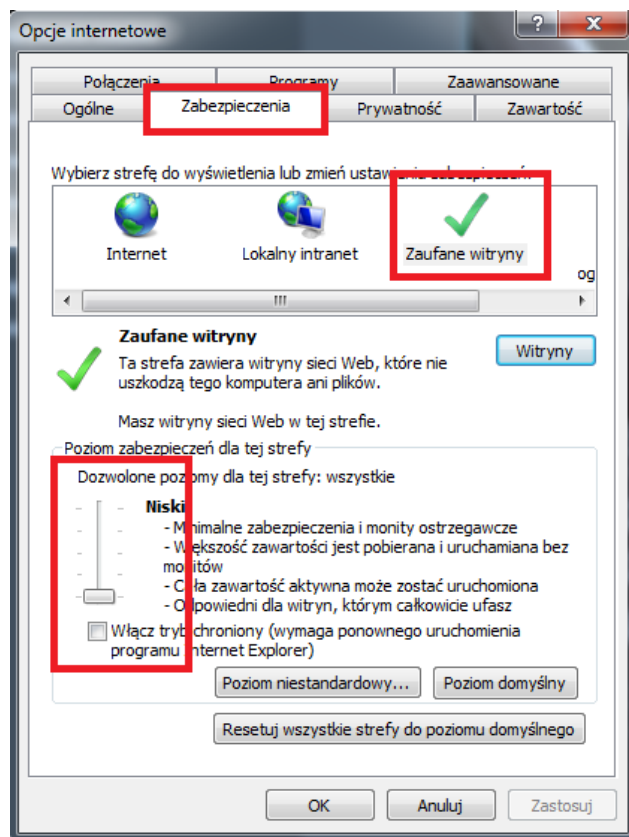 Opcje internetowe
Połączenia Programy Zaawansowane
Ogólne Zabezpieczenia Prywatność Zawartość
Wybierz strefę do wyświetlenia lub zmień ustawienia zabezpieczeń.
Internet Lokalny intranet Zaufane witryny
og
Zaufane witryny
Witryny
Ta strefa zawiera witryny sieci Web, które nie
uszkodzą tego komputera ani plików.
Masz witryny sieci Web w tej strefie.
Poziom zabezpieczeń dla tej strefy
Dozwolone poziomy dla tej strefy: wszystkie
Niski
- Minimalne zabezpieczenia i monity ostrzegawcze
- Większość zawartości jest pobierana i uruchamiana bez
monitów
- Cała zawartość aktywna może zostać uruchomiona
- Odpowiedni dla witryn, którym całkowicie ufasz
Włącz tryb chroniony (wymaga ponownego uruchomienia
programu Internet Explorer)
Poziom niestandardowy... Poziom domyślny
Resetuj wszystkie strefy do poziomu domyślnego
OK Anuluj Zastosuj